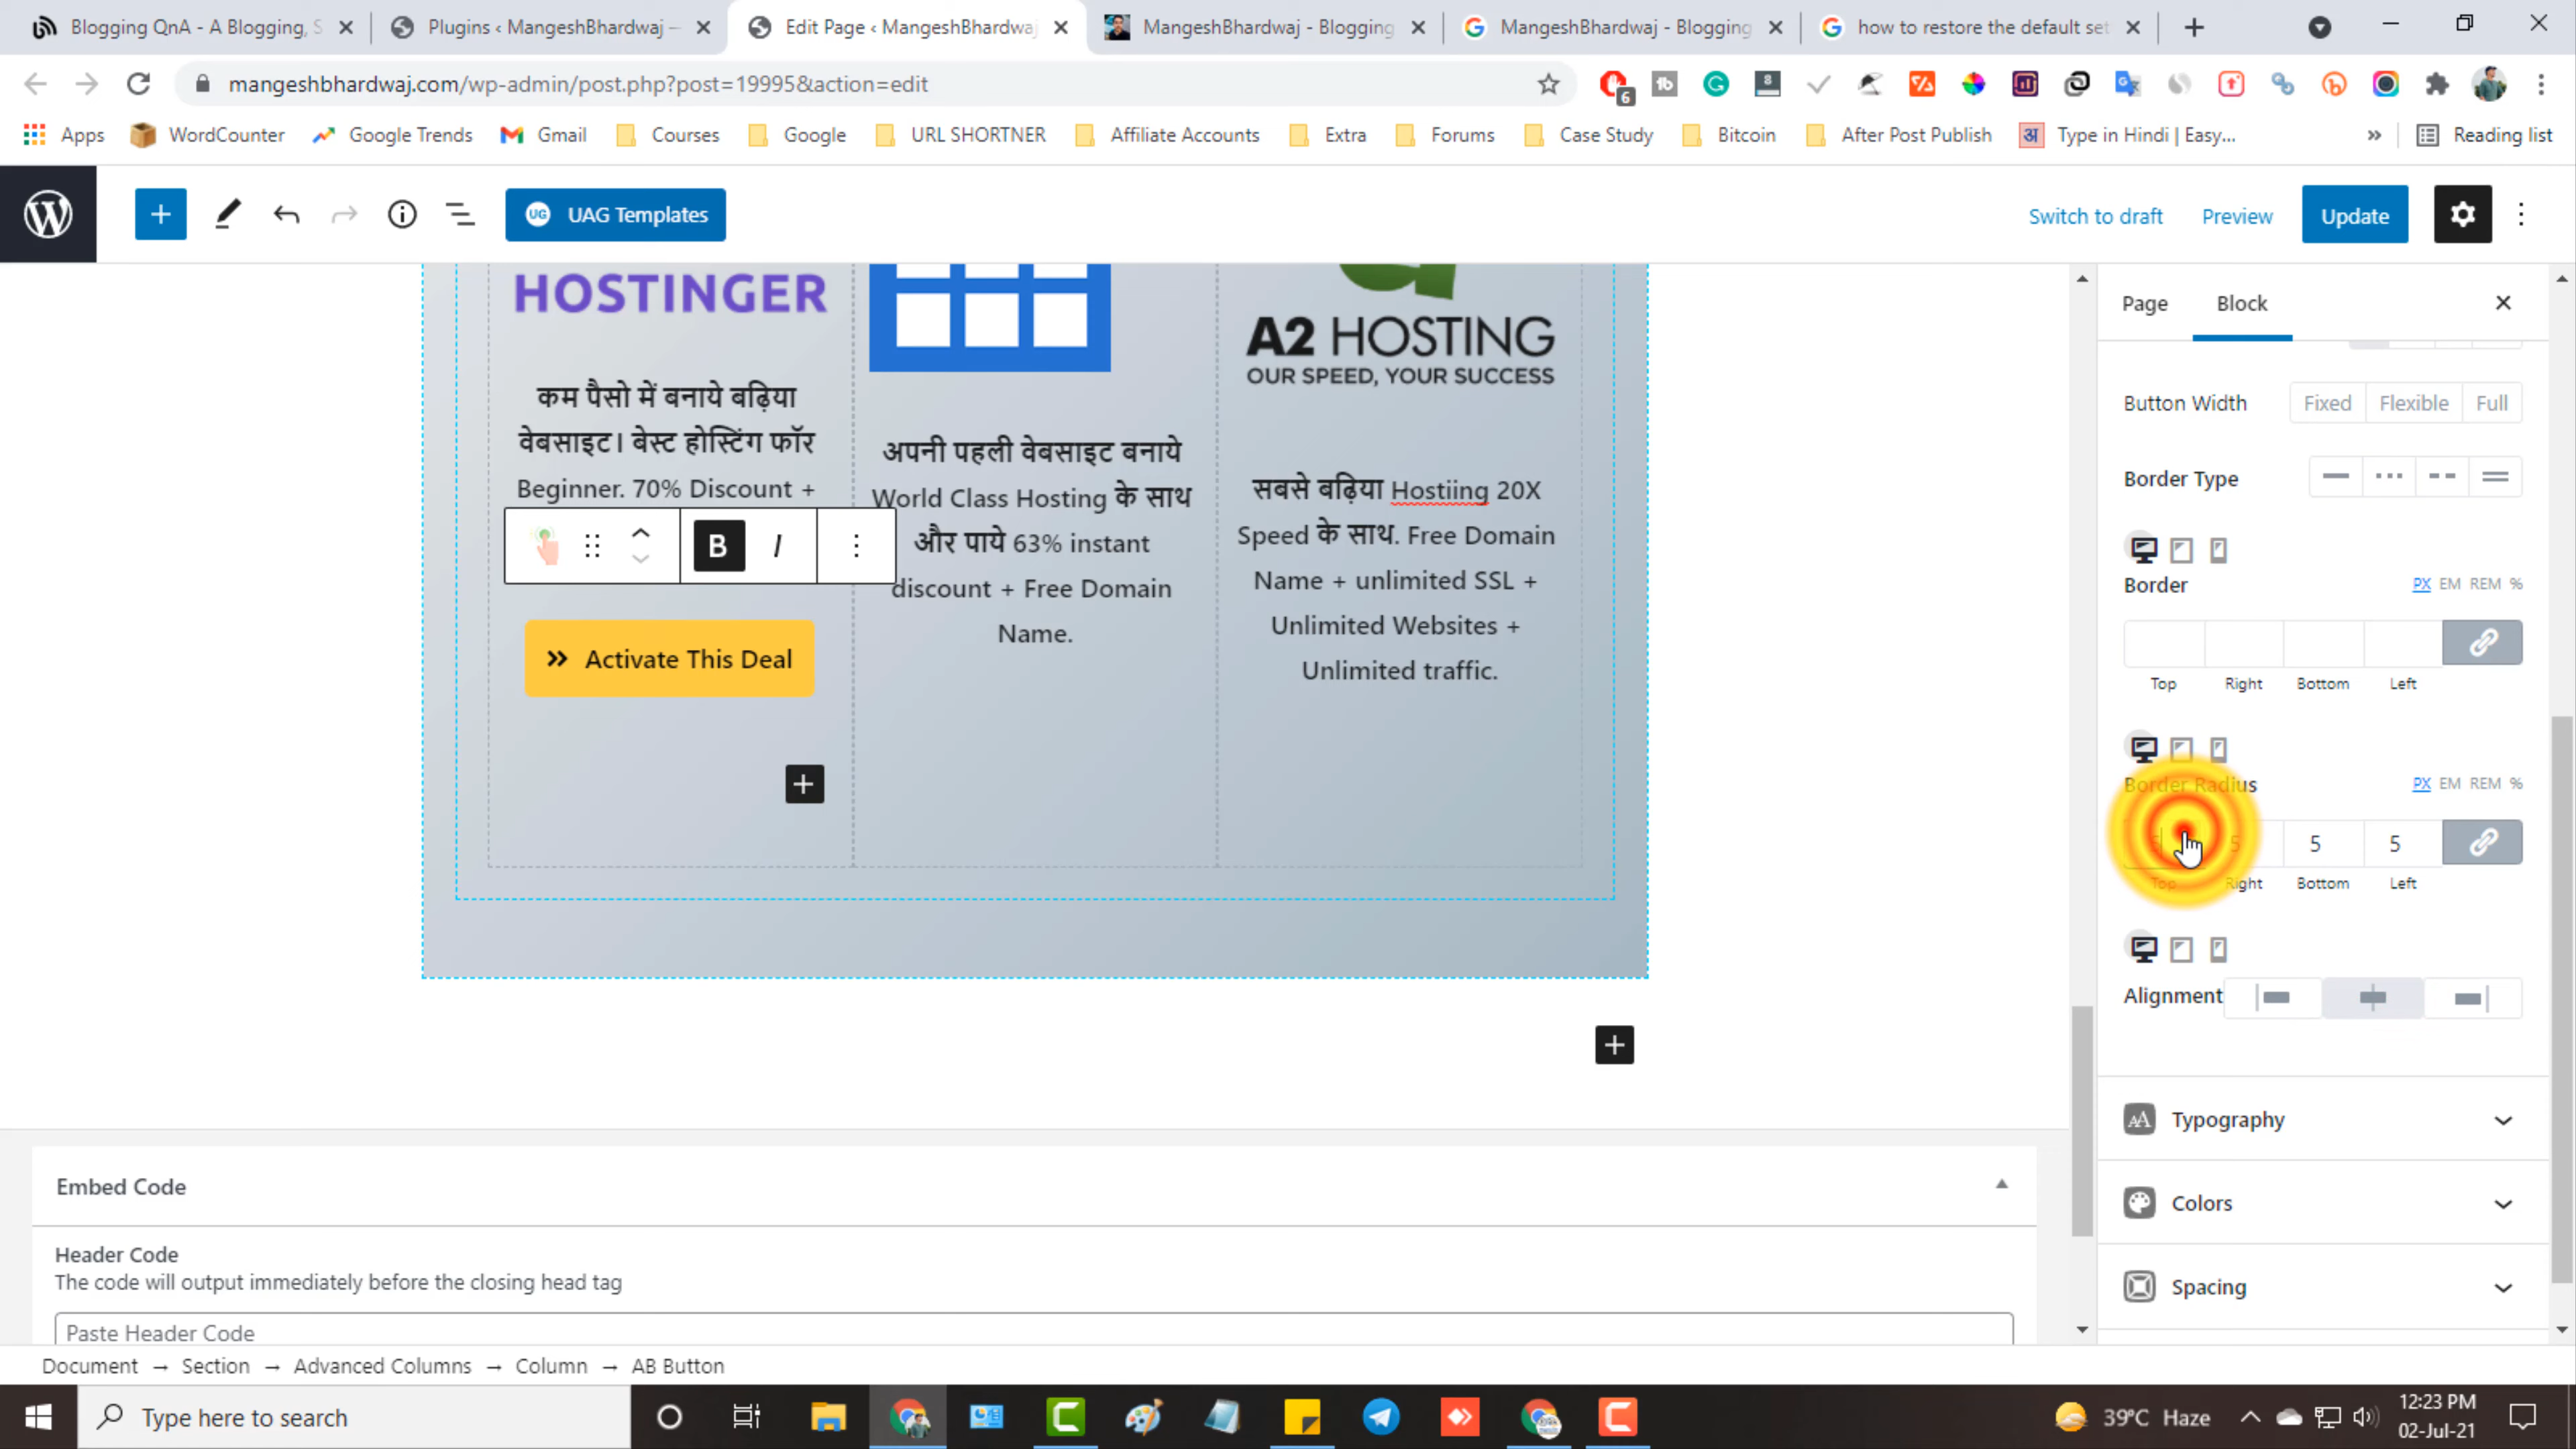 Blogging QnA - A Blogging, S
Plugins ‹ MangeshBhardwaj —
Edit Page ‹ MangeshBhardwaj
MangeshBhardwaj - Blogging
MangeshBhardwaj - Blogging
how to restore the default set
mangeshbhardwaj.com/wp-admin/post.php?post=19995&action=edit
6
Apps WordCounter Google Trends Gmail Courses Google URL SHORTNER Affiliate Accounts Extra Forums Case Study Bitcoin After Post Publish Type in Hindi | Easy... » Reading list
UAG Templates
Switch to draft Preview Update
HOSTINGER
A2 HOSTING
OUR SPEED, YOUR SUCCESS
कम पैसो में बनाये बढ़िया
वेबसाइट। बेस्ट होस्टिंग फॉर
Beginner. 70% Discount +
B I
Activate This Deal
अपनी पहली वेबसाइट बनाये
World Class Hosting के साथ
और पाये 63% instant
discount + Free Domain
Name.
सबसे बढ़िया Hostiing 20X
Speed के साथ. Free Domain
Name + unlimited SSL +
Unlimited Websites +
Unlimited traffic.
Page Block
Button Width Fixed Flexible Full
Border Type
Border PX EM REM %
Top Right Bottom Left
Border Radius PX EM REM %
5 5 5 5
Top Right Bottom Left
Alignment
Typography
Colors
Spacing
Embed Code
Header Code
The code will output immediately before the closing head tag
Paste Header Code
Document → Section → Advanced Columns → Column → AB Button
Type here to search
39°C Haze
12:23 PM
02-Jul-21